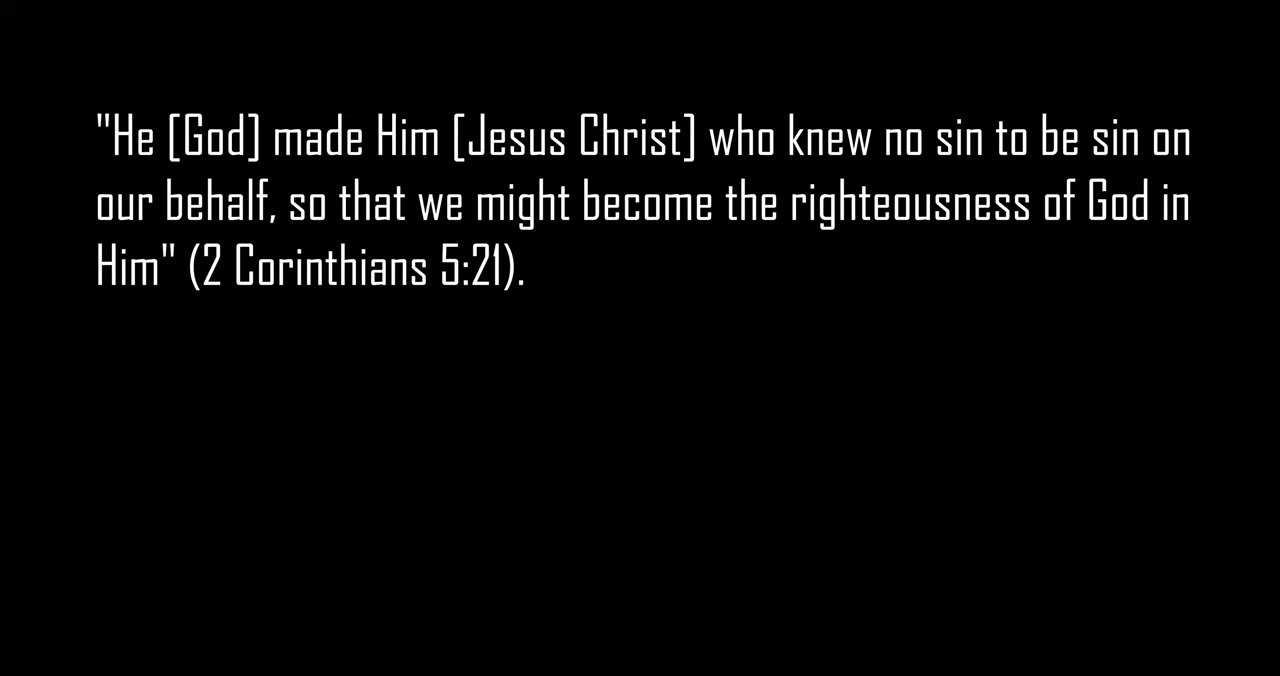 "He [God] made Him [Jesus Christ] who knew no sin to be sin on
our behalf, so that we might become the righteousness of God in
Him" (2 Corinthians 5:21).